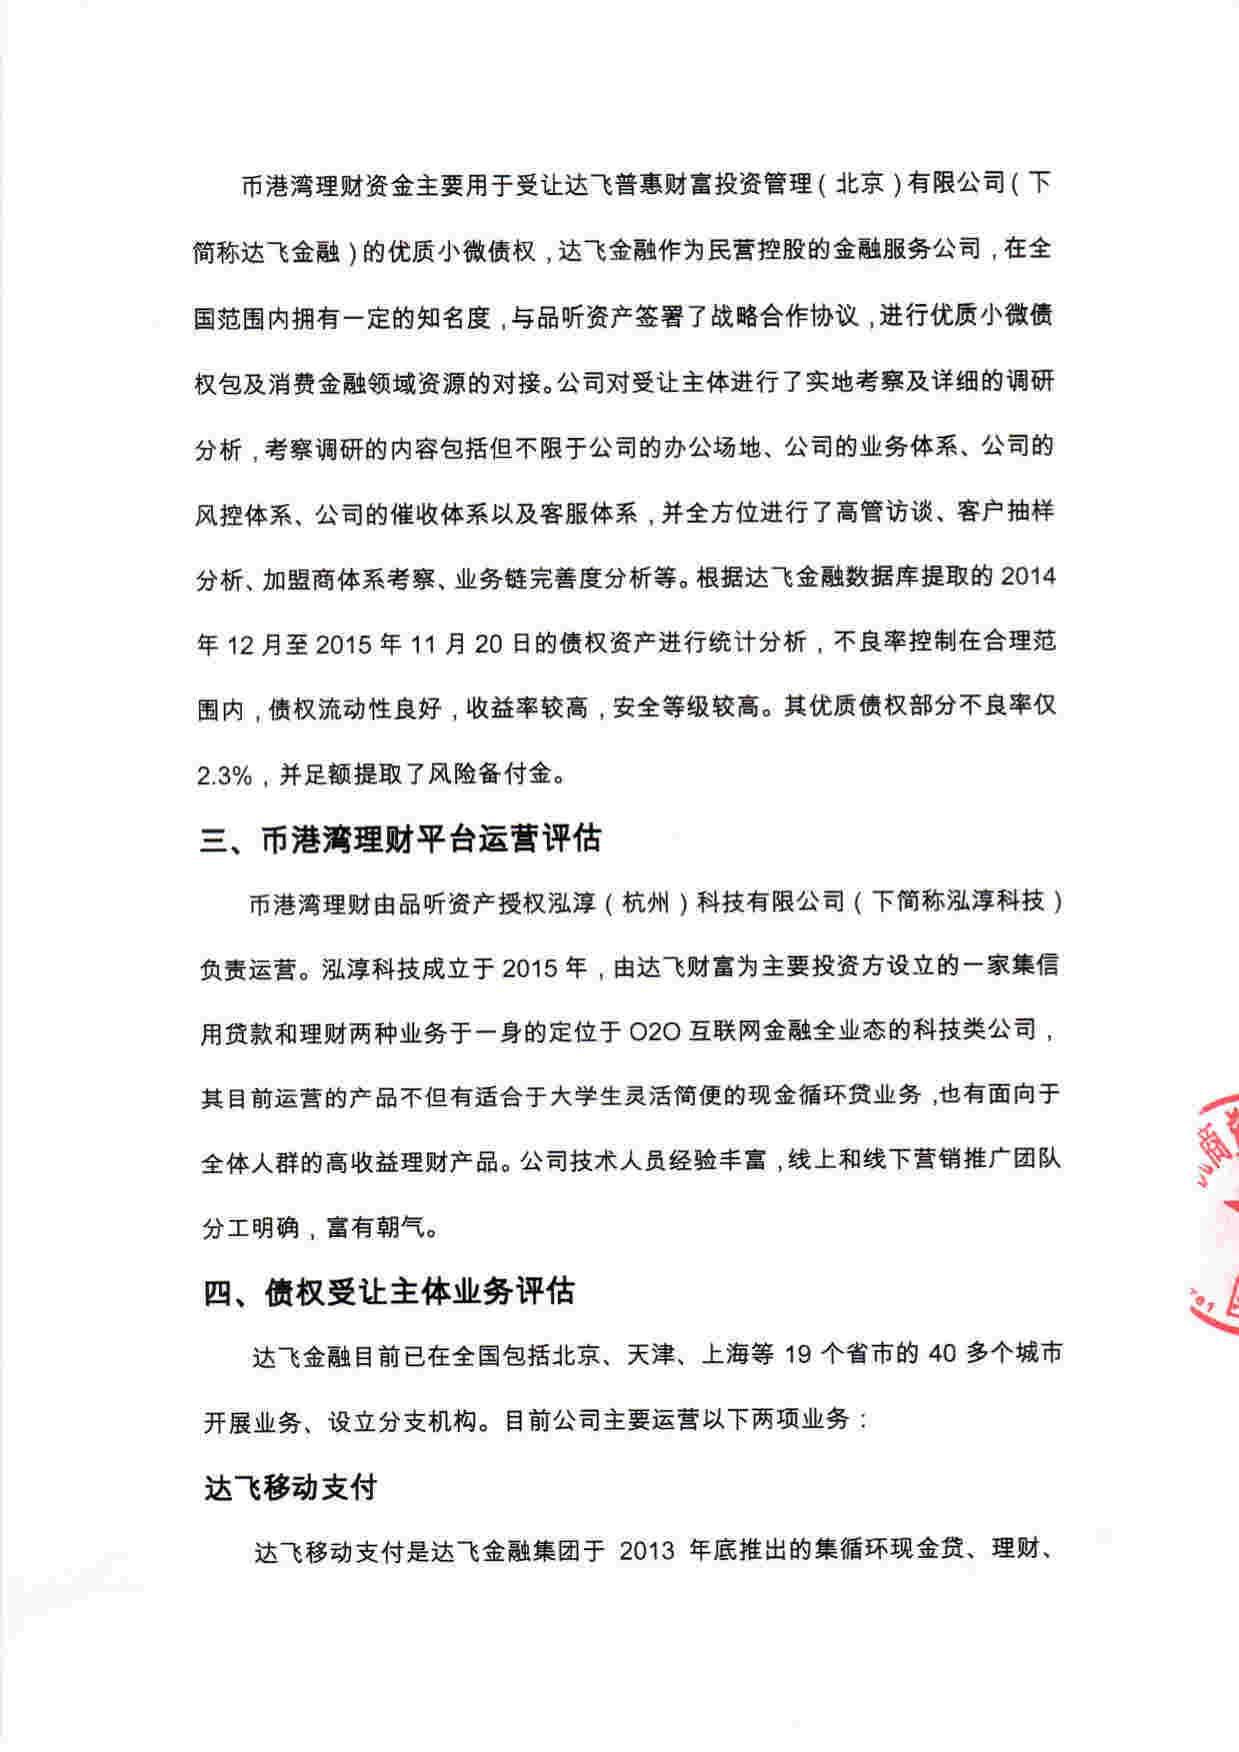 币港湾理财资金主要用于受让达飞普惠财富投资管理（北京）有限公司（下
简称达飞金融）的优质小微债权，达飞金融作为民营控股的金融服务公司，在全
国范围内拥有一定的知名度，与品昕资产签署了战略合作协议，进行优质小微债
权包及消费金融领域资源的对接。公司对受让主体进行了实地考察及详细的调研
分析，考察调研的内容包括但不限于公司的办公场地、公司的业务体系、公司的
风控体系、公司的催收体系以及客服体系，并全方位进行了高管访谈、客户抽样
分析、加盟商体系考察、业务链完善度分析等。根据达飞金融数据库提取的 2014
年 12 月至 2015 年 11 月 20 日的债权资产进行统计分析，不良率控制在合理范
围内，债权流动性良好，收益率较高，安全等级较高。其优质债权部分不良率仅
2.3%，并足额提取了风险备付金。
三、币港湾理财平台运营评估
币港湾理财由品昕资产授权泓淳（杭州）科技有限公司（下简称泓淳科技）
负责运营。泓淳科技成立于 2015 年，由达飞财富为主要投资方设立的一家集信
用贷款和理财两种业务于一身的定位于 O2O 互联网金融全业态的科技类公司，
其目前运营的产品不但有适合于大学生灵活简便的现金循环贷业务，也有面向于
全体人群的高收益理财产品。公司技术人员经验丰富，线上和线下营销推广团队
分工明确，富有朝气。
四、债权受让主体业务评估
达飞金融目前已在全国包括北京、天津、上海等 19 个省市的 40 多个城市
开展业务、设立分支机构。目前公司主要运营以下两项业务：
达飞移动支付
达飞移动支付是达飞金融集团于 2013 年底推出的集循环现金贷、理财、
商